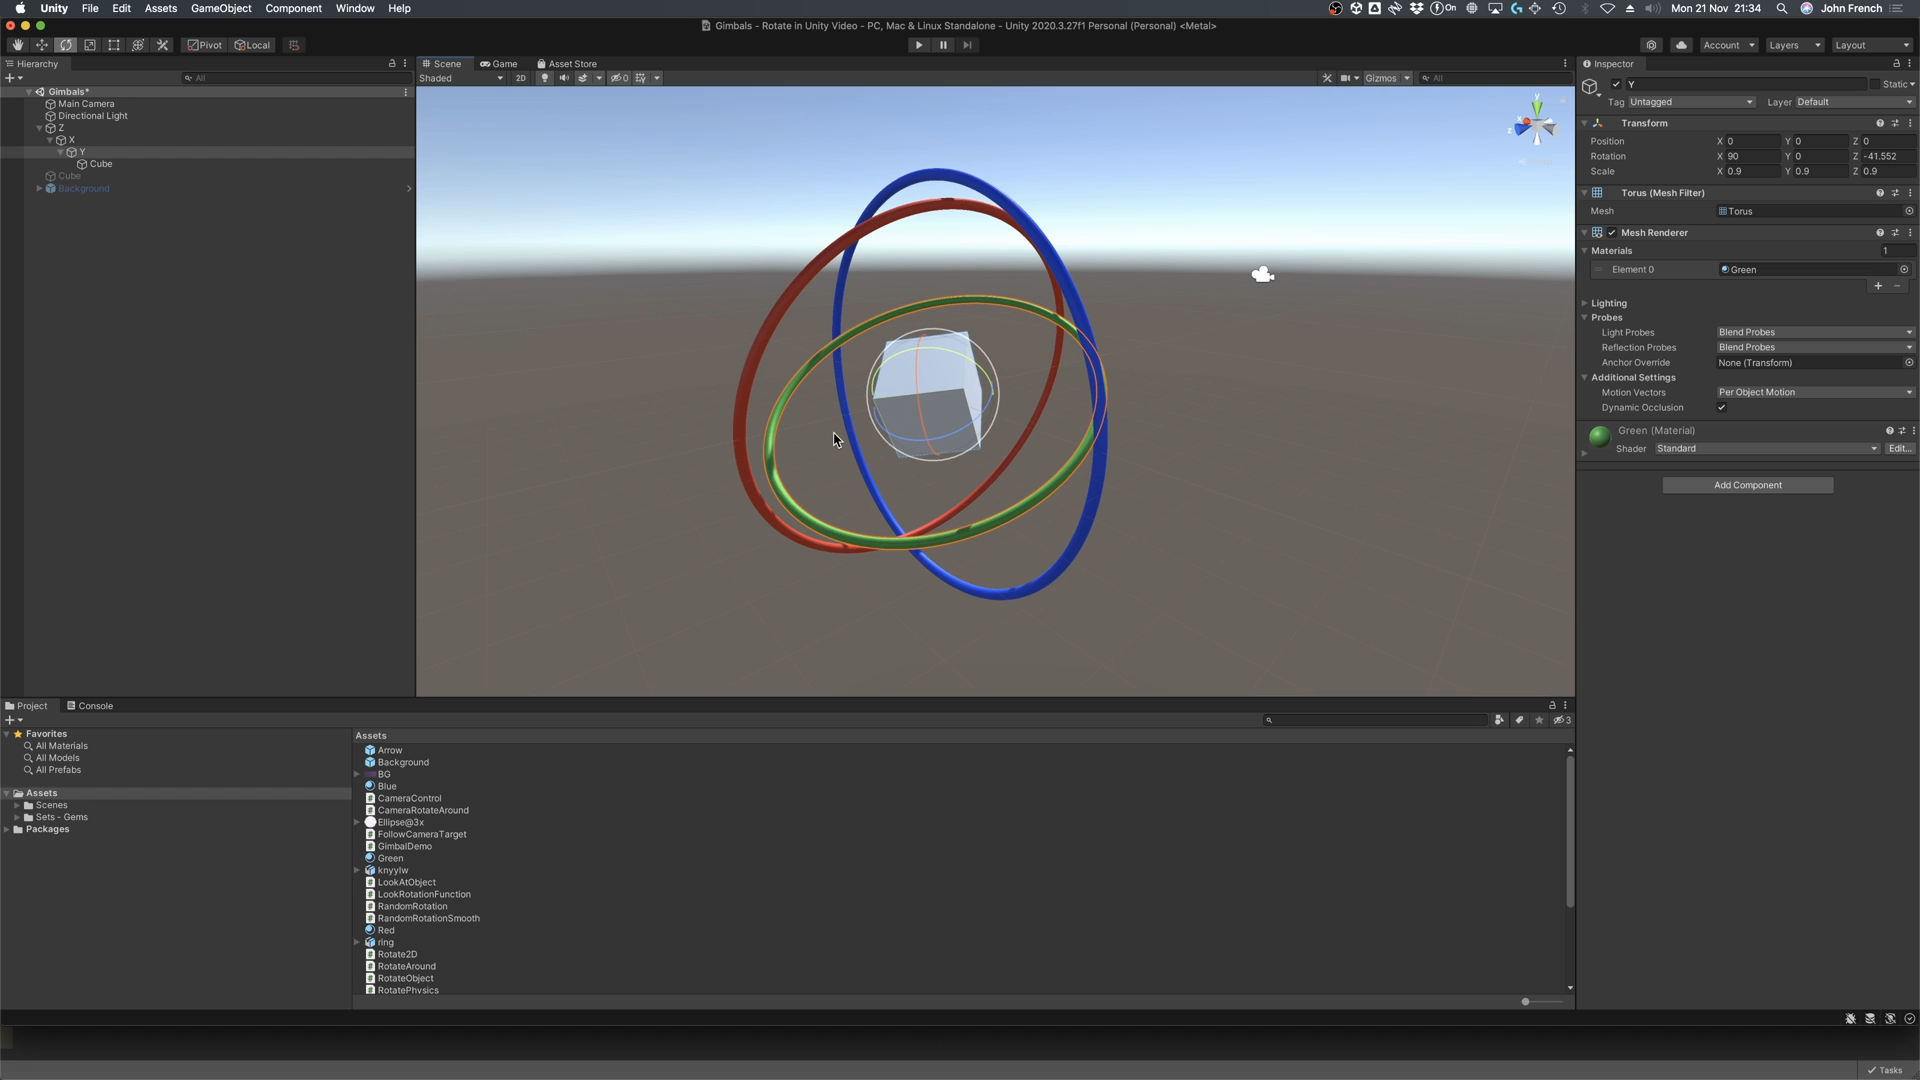 Unity File Edit Assets GameObject Component Window Help
On Mon 21 Nov 21:34 John French
Gimbals - Rotate in Unity Video - PC, Mac & Linux Standalone - Unity 2020.3.27f1 Personal (Personal) <Metal>
Pivot Local Account Layers Layout
Hierarchy
All
Gimbals*
Main Camera
Directional Light
Z
X
Y
Cube
Cube
Background
Scene Game Asset Store
Shaded 2D 0 Gizmos All
y
x
z
Inspector
Y Static
Tag Untagged Layer Default
Transform
Position X 0 Y 0 Z 0
Rotation X 90 Y 0 Z -41.552
Scale X 0.9 Y 0.9 Z 0.9
Torus (Mesh Filter)
Mesh Torus
Mesh Renderer
Materials 1
Element 0 Green
Lighting
Probes
Light Probes Blend Probes
Reflection Probes Blend Probes
Anchor Override None (Transform)
Additional Settings
Motion Vectors Per Object Motion
Dynamic Occlusion
Green (Material)
Shader Standard Edit...
Add Component
Project Console
3
Favorites
All Materials
All Models
All Prefabs
Assets
Scenes
Sets - Gems
Packages
Assets
Arrow
Background
BG
Blue
CameraControl
CameraRotateAround
Ellipse@3x
FollowCameraTarget
GimbalDemo
Green
knyylw
LookAtObject
LookRotationFunction
RandomRotation
RandomRotationSmooth
Red
ring
Rotate2D
RotateAround
RotateObject
RotatePhysics
Tasks